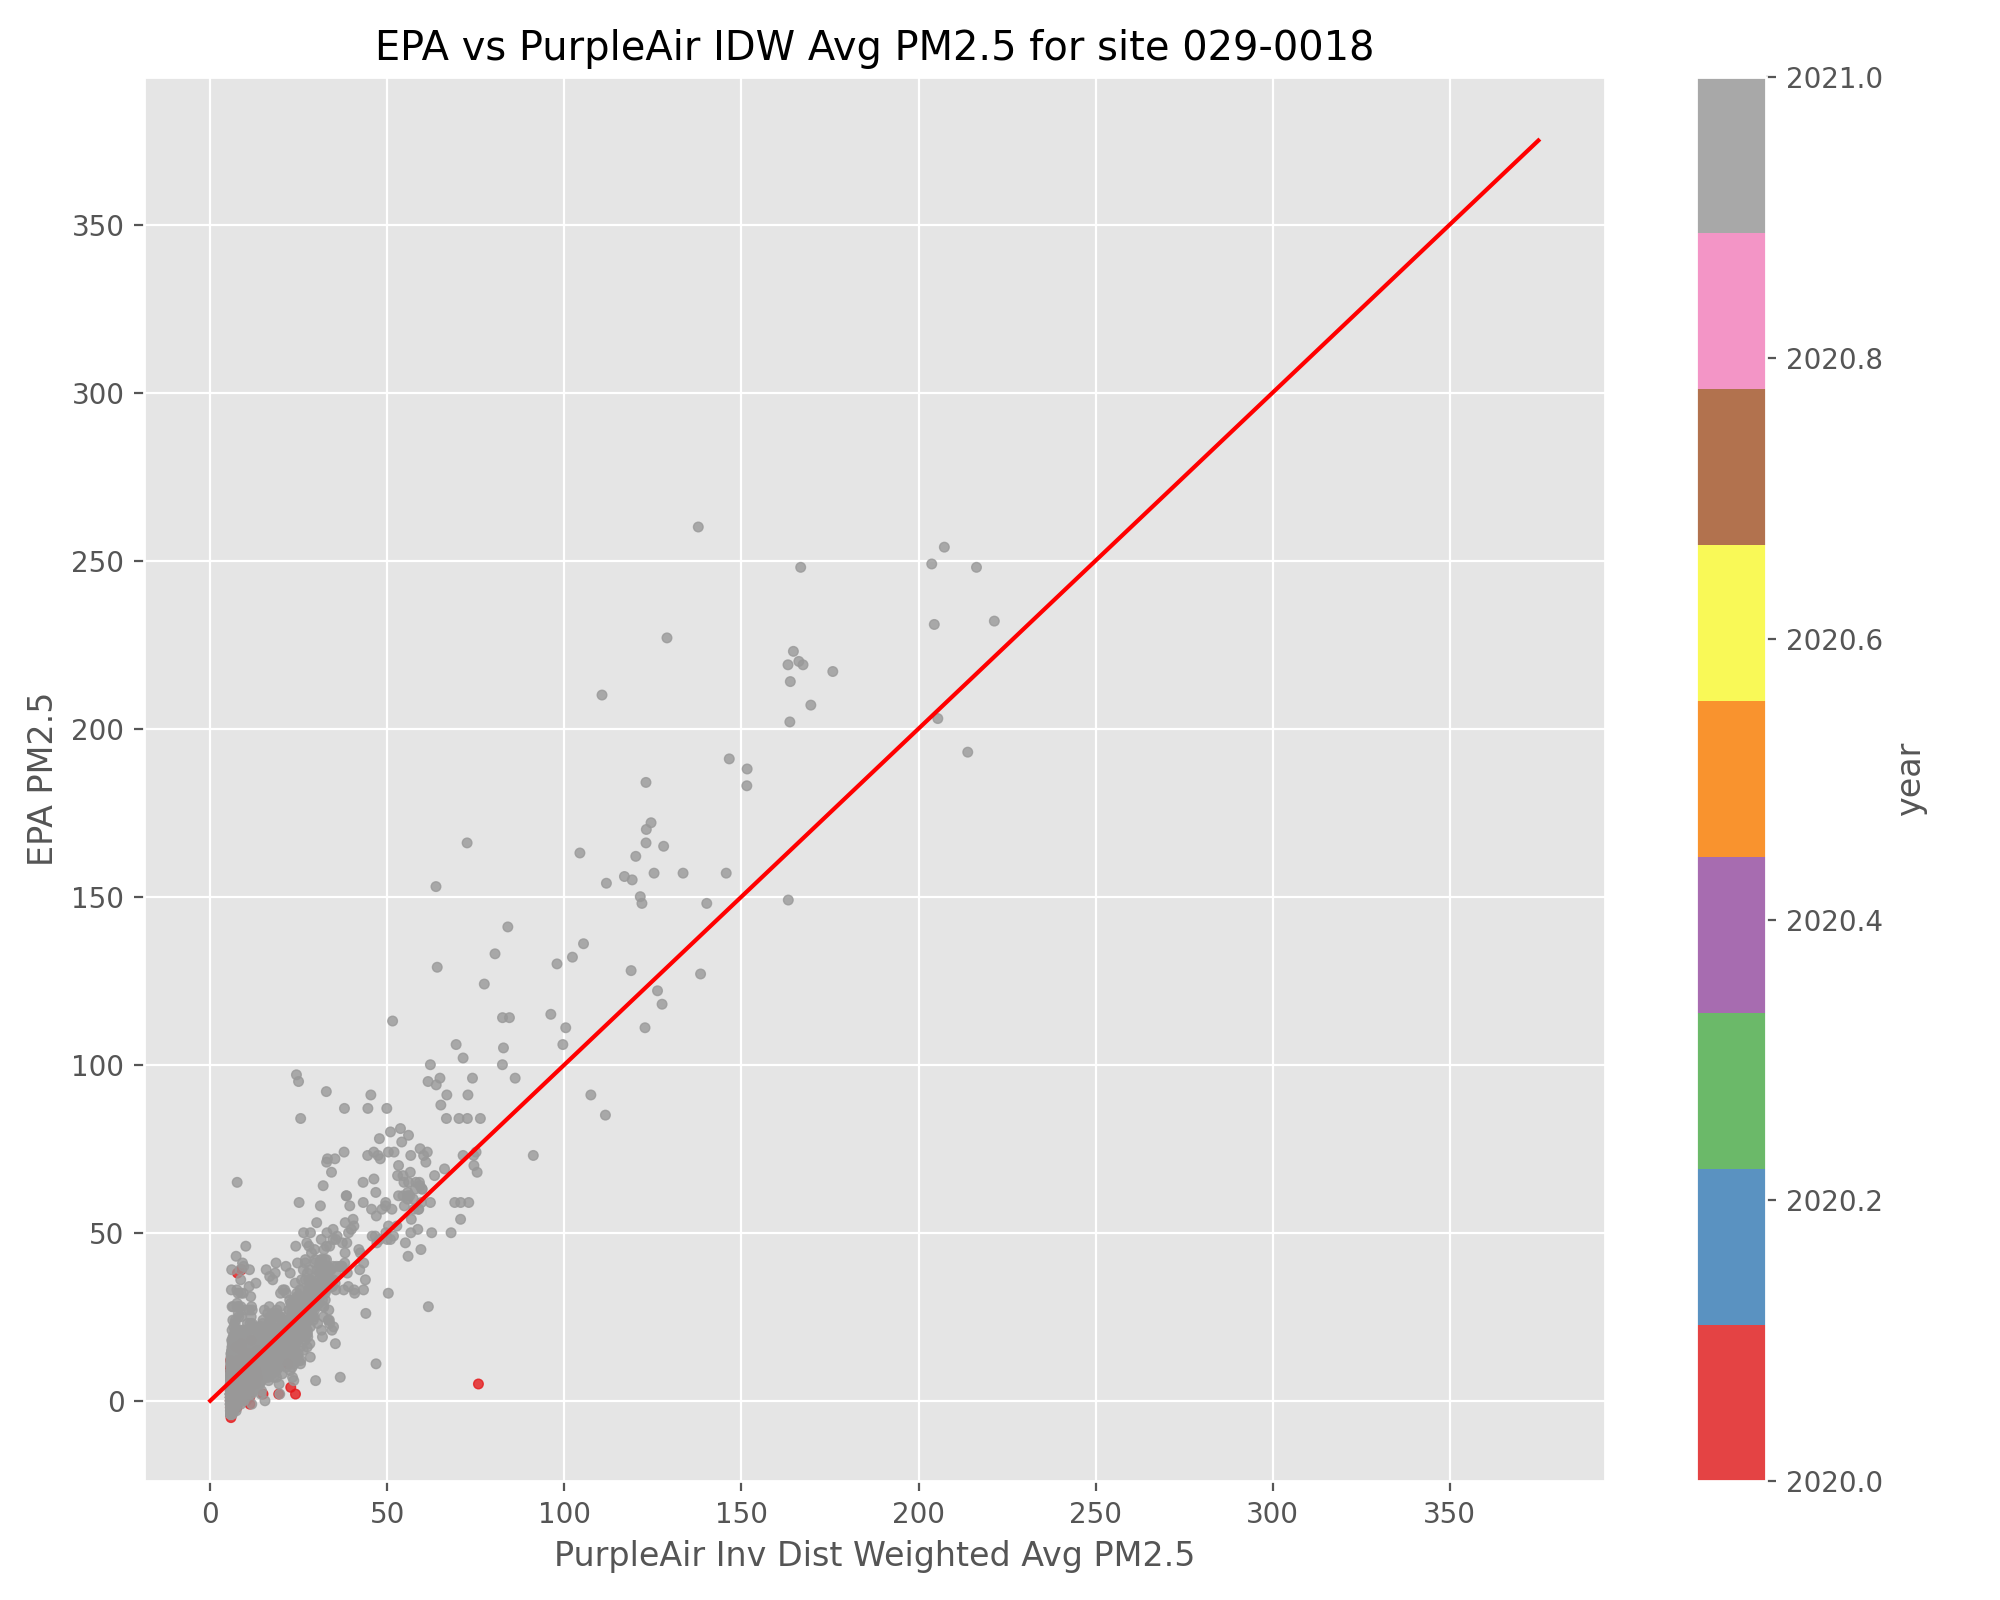 EPA vs PurpleAir IDW Avg PM2.5 for site 029-0018
EPA PM2.5
350
300
250
200
150
100
50
0
0 50 100 150 200 250 300 350
PurpleAir Inv Dist Weighted Avg PM2.5
2021.0
2020.8
2020.6
2020.4
2020.2
2020.0
year